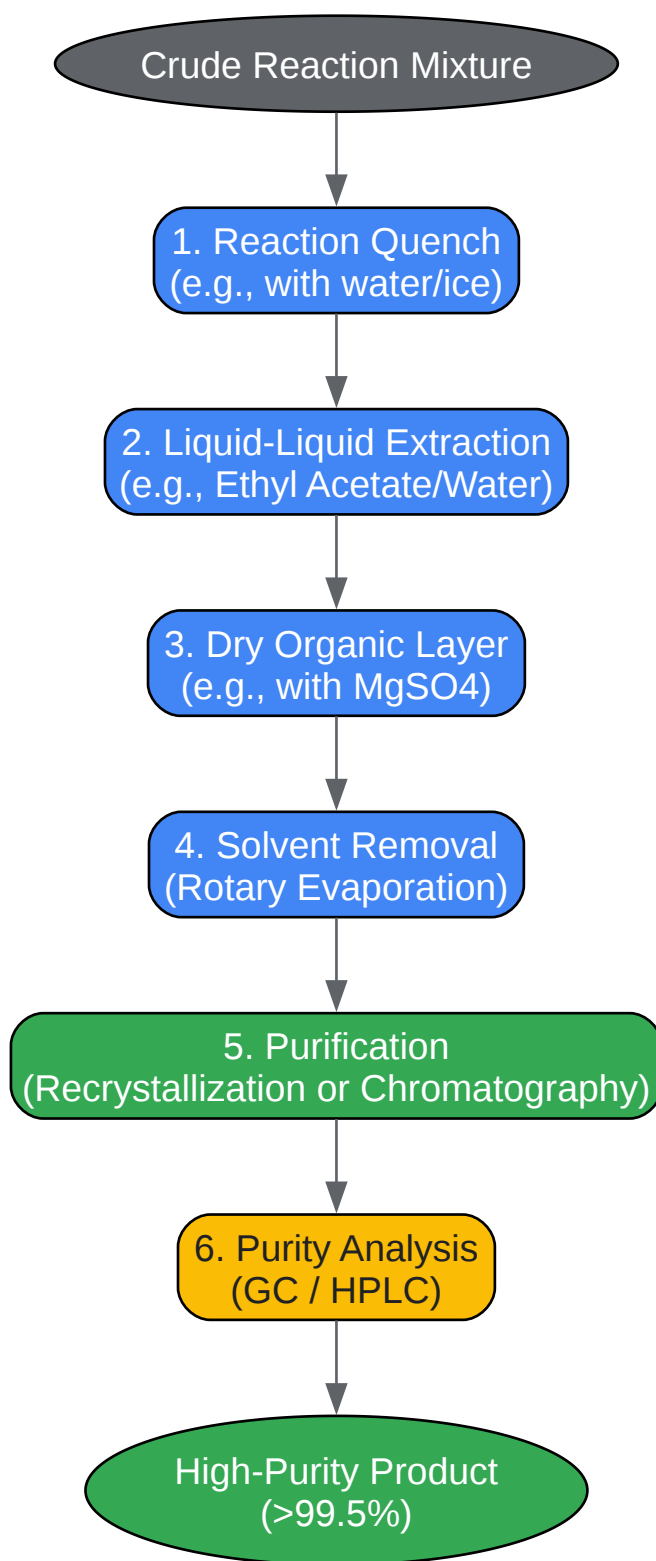 Crude Reaction Mixture
1. Reaction Quench
(e.g., with water/ice)
2. Liquid-Liquid Extraction
(e.g., Ethyl Acetate/Water)
3. Dry Organic Layer
(e.g., with MgSO4)
4. Solvent Removal
(Rotary Evaporation)
5. Purification
(Recrystallization or Chromatography)
6. Purity Analysis
(GC / HPLC)
High-Purity Product
(>99.5%)